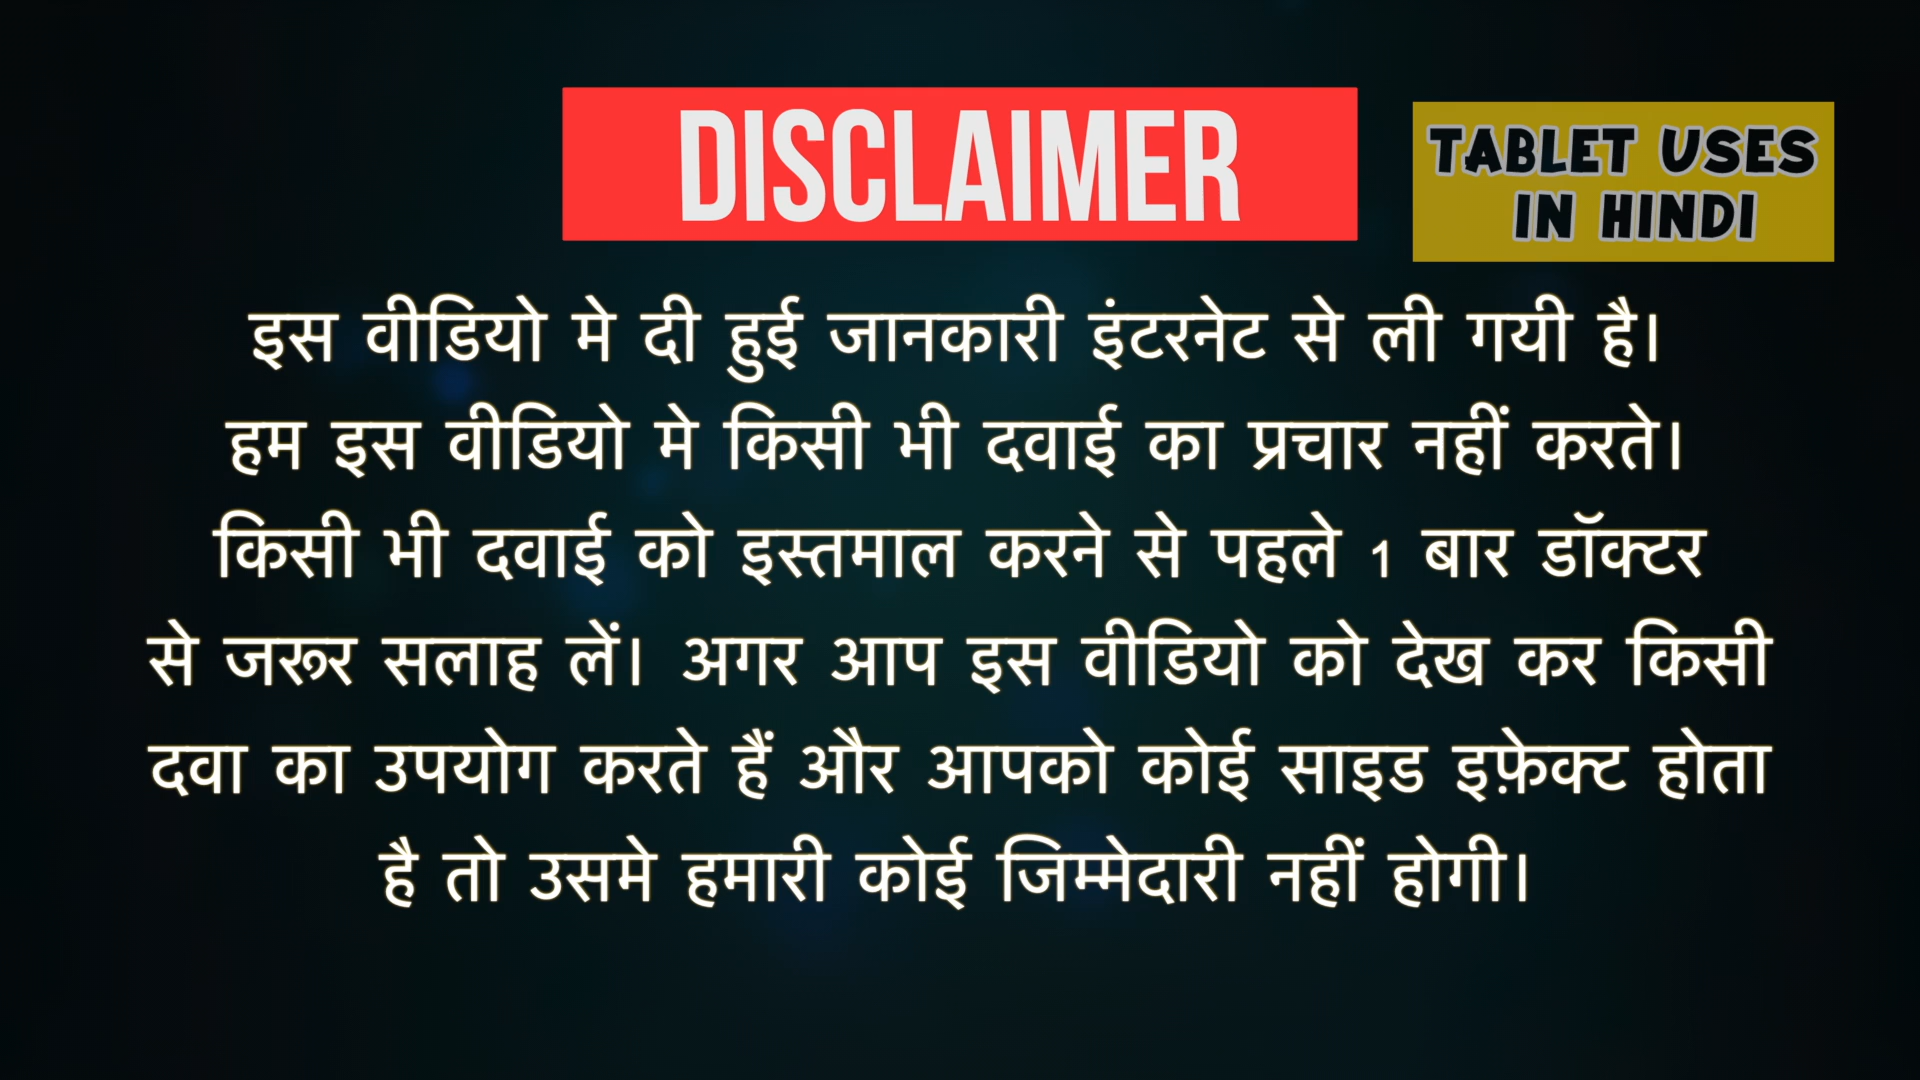 DISCLAIMER
TABLET USES
IN HINDI
इस वीडियो मे दी हुई जानकारी इंटरनेट से ली गयी है।
हम इस वीडियो मे किसी भी दवाई का प्रचार नहीं करते।
किसी भी दवाई को इस्तमाल करने से पहले 1 बार डॉक्टर
से जरूर सलाह लें। अगर आप इस वीडियो को देख कर किसी
दवा का उपयोग करते हैं और आपको कोई साइड इफ़ेक्ट होता
है तो उसमे हमारी कोई जिम्मेदारी नहीं होगी।